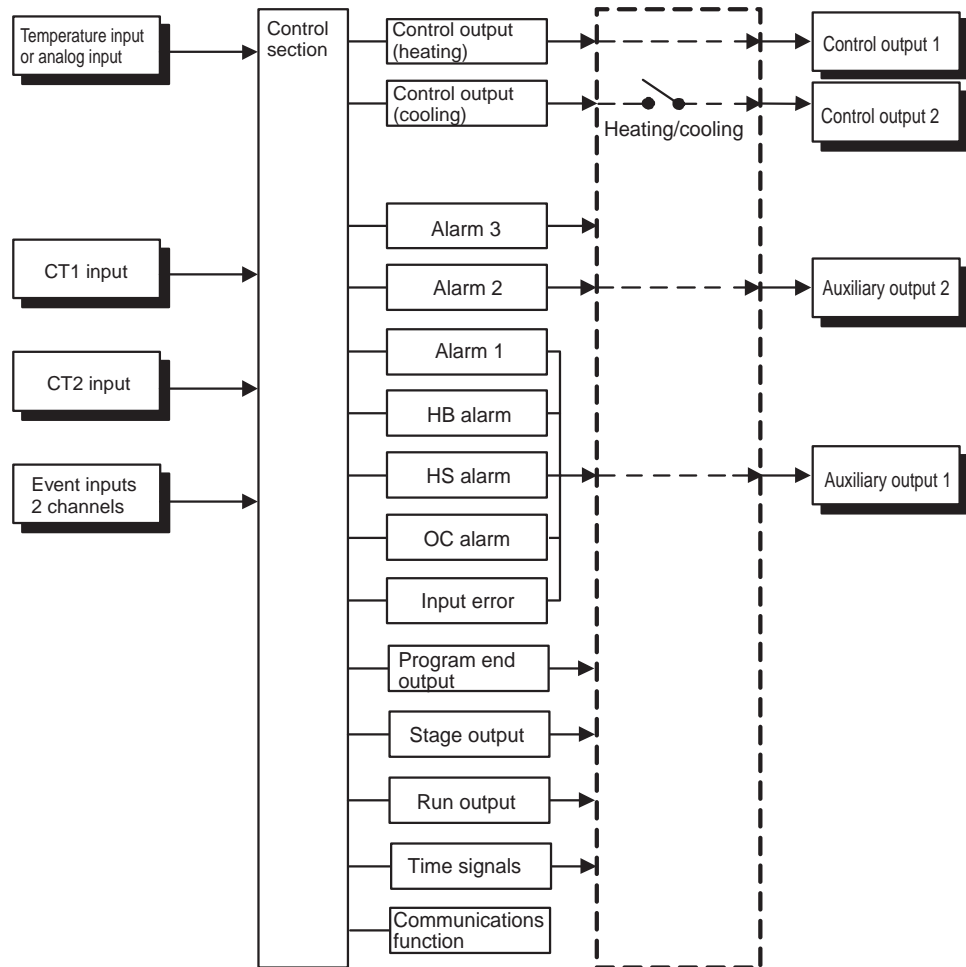 Temperature input
or analog input
CT1 input
CT2 input
Event inputs
2 channels
Control
section
Control output
(heating)
Control output
(cooling)
Alarm 3
Alarm 2
Alarm 1
HB alarm
HS alarm
OC alarm
Input error
Program end
output
Stage output
Run output
Time signals
Communications
function
Heating/cooling
Control output 1
Control output 2
Auxiliary output 2
Auxiliary output 1